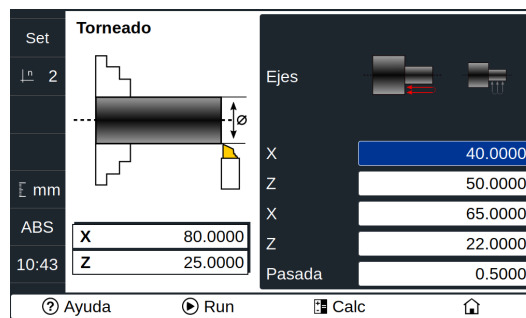 Set
n 2
mm
ABS
10:43
Torneado
⌀
X 80.0000
Z 25.0000
Ejes
X 40.0000
Z 50.0000
X 65.0000
Z 22.0000
Pasada 0.5000
? Ayuda
Run
Calc